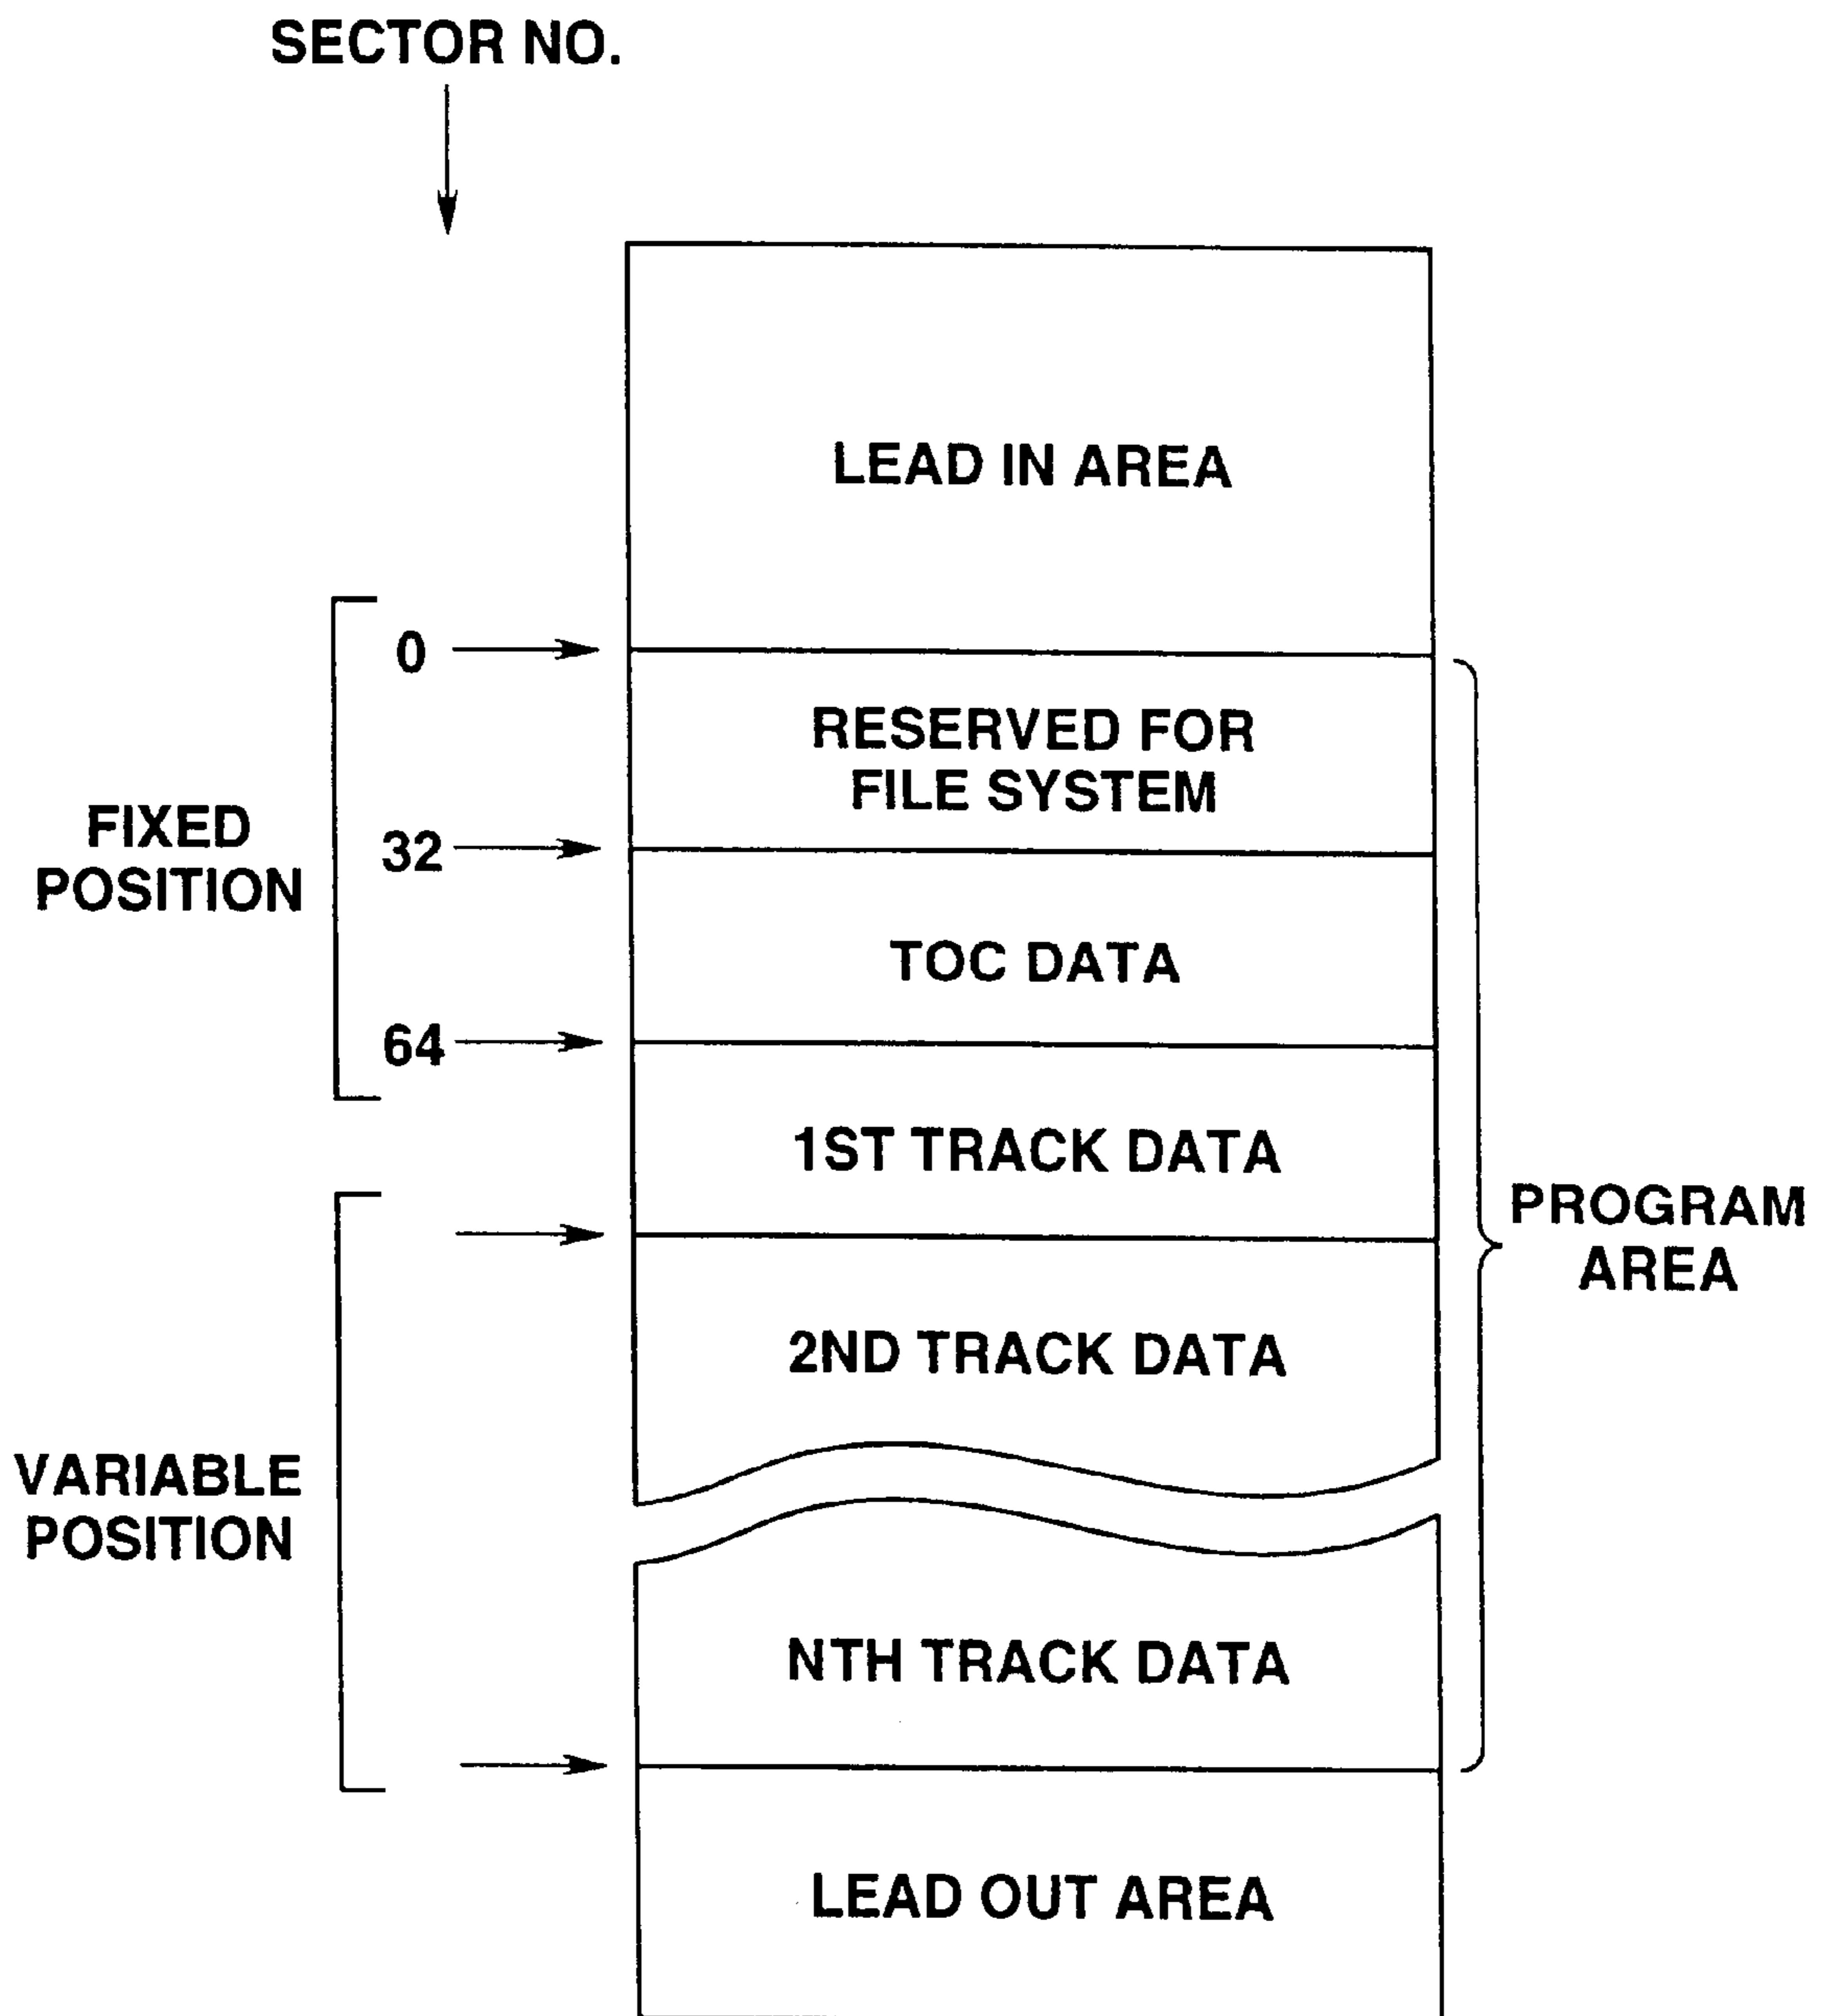 SECTOR NO.
LEAD IN AREA
0
RESERVED FOR
FILE SYSTEM
FIXED
POSITION
32
TOC DATA
64
1ST TRACK DATA
PROGRAM
AREA
2ND TRACK DATA
VARIABLE
POSITION
NTH TRACK DATA
LEAD OUT AREA